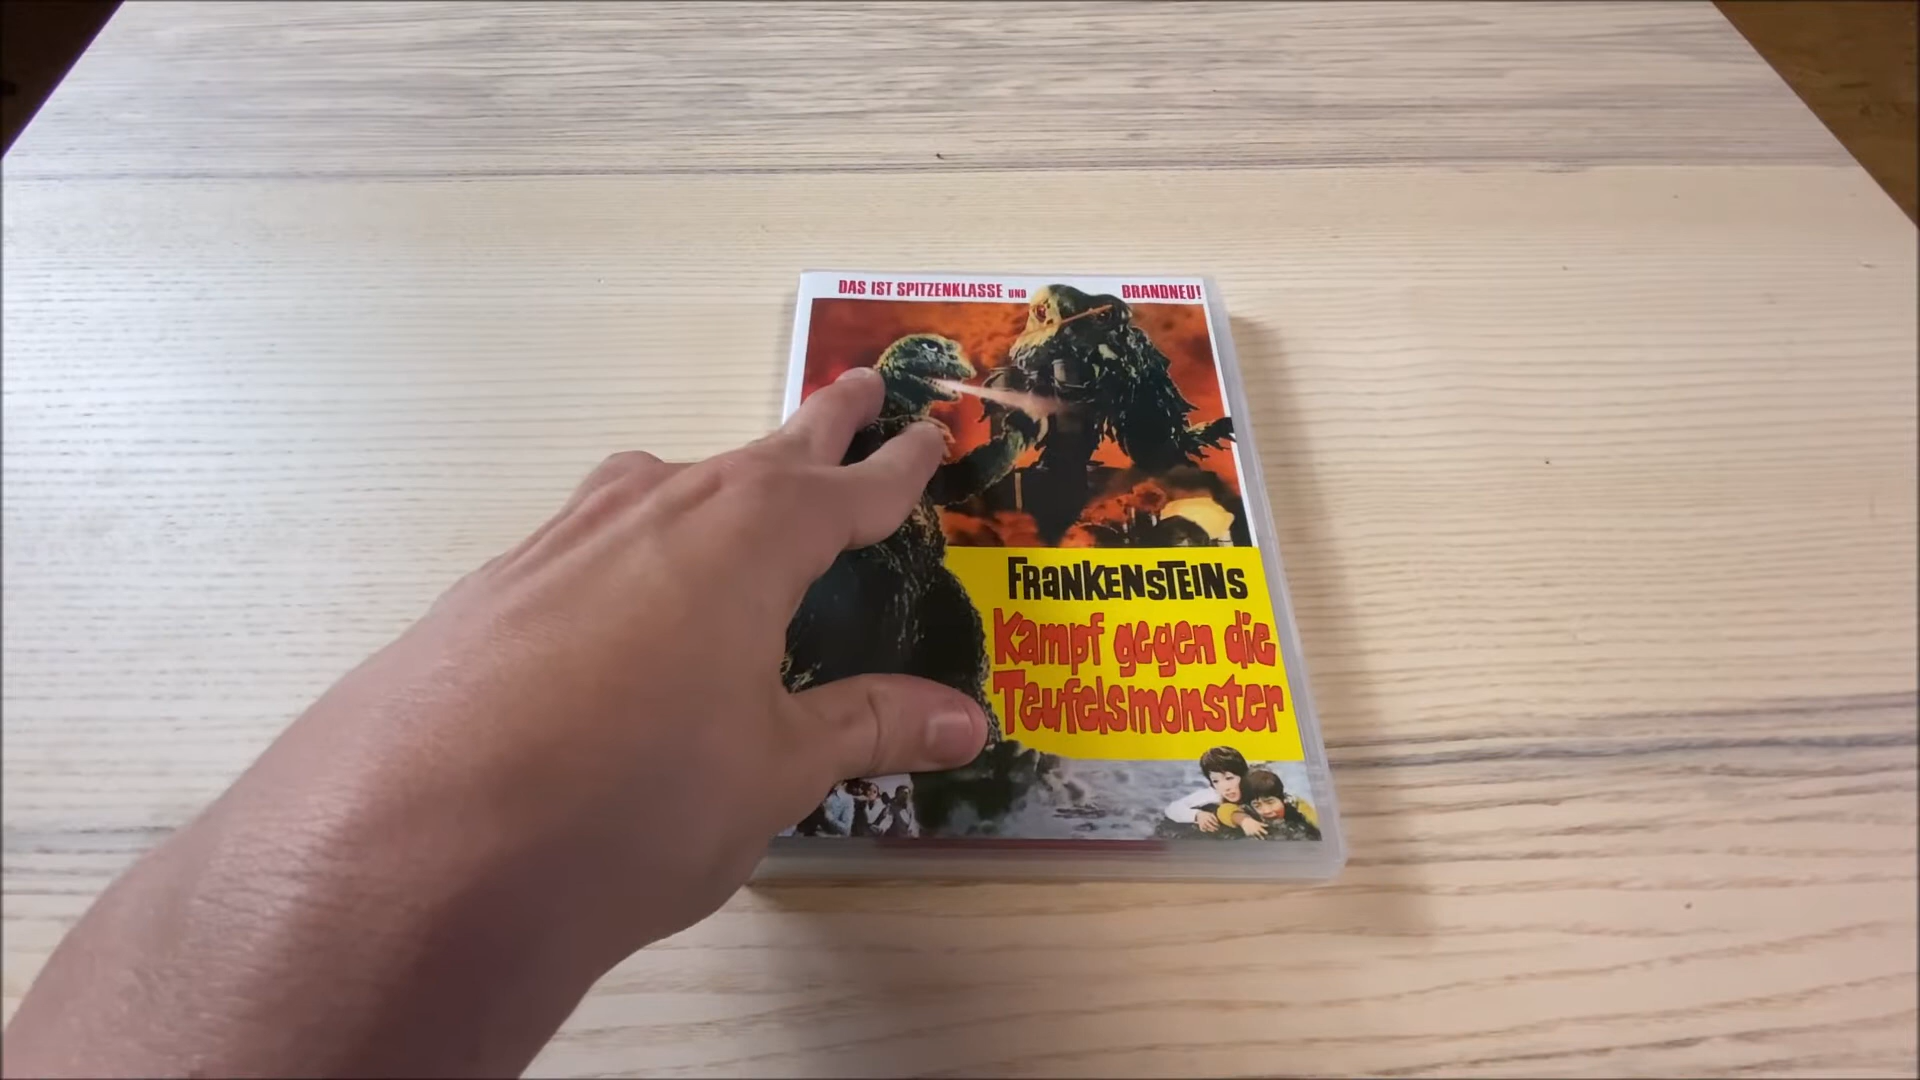 DAS IST SPITZENKLASSE UND BRANDNEU!
FRANKENSTEINS
Kampf gegen die
Teufelsmonster